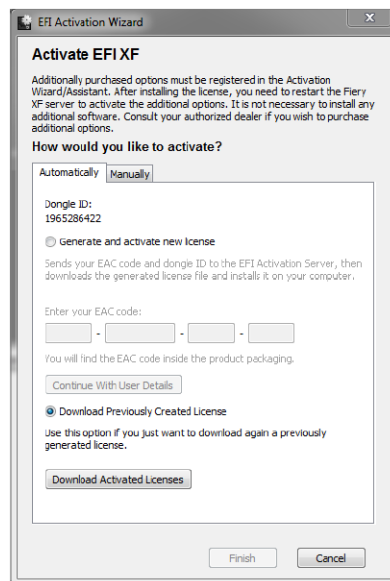 EFI Activation Wizard
x
Activate EFI XF
Additionally purchased options must be registered in the Activation
Wizard/Assistant. After installing the license, you need to restart the Fiery
XF server to activate the additional options. It is not necessary to install any
additional software. Consult your authorized dealer if you wish to purchase
additional options.
How would you like to activate?
Automatically Manually
Dongle ID:
1965286422
Generate and activate new license
Sends your EAC code and dongle ID to the EFI Activation Server, then
downloads the generated license file and installs it on your computer.
Enter your EAC code:
- - -
You will find the EAC code inside the product packaging.
Continue With User Details
Download Previously Created License
Use this option if you just want to download again a previously
generated license.
Download Activated Licenses
Finish Cancel